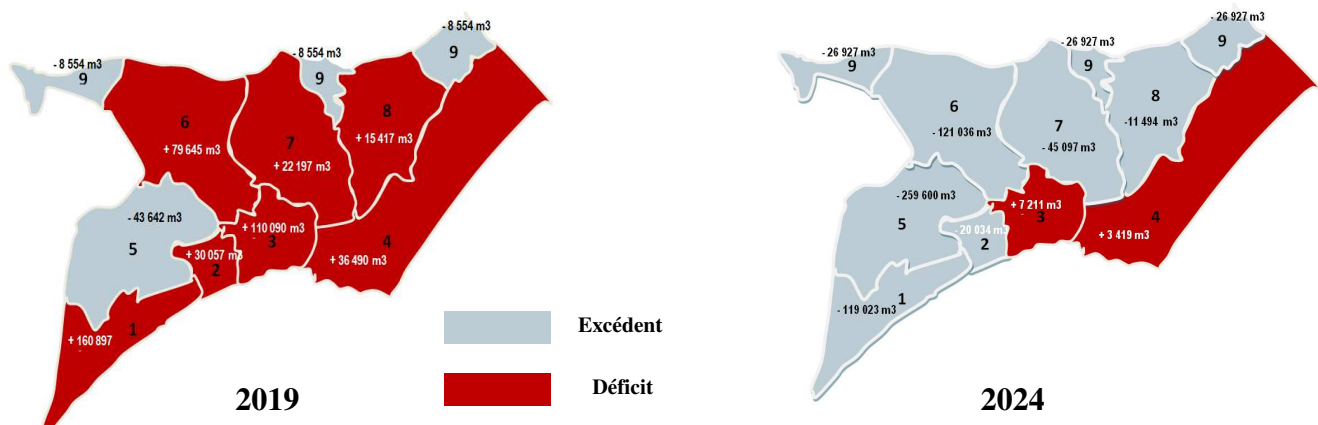 - 8 554 m3
9
- 8 554 m3
9
- 8 554 m3
9
6
+ 79 645 m3
7
+ 22 197 m3
8
+ 15 417 m3
- 43 642 m3
5
+ 30 057 m3
2
+ 110 090 m3
3
4
+ 36 490 m3
1
+ 160 897
2019
Excédent
Déficit
- 26 927 m3
9
- 26 927 m3
9
- 26 927 m3
9
6
- 121 036 m3
7
- 45 097 m3
8
-11 494 m3
- 259 600 m3
5
- 20 034 m3
2
+ 7 211 m3
3
4
+ 3 419 m3
1
- 119 023 m3
2024